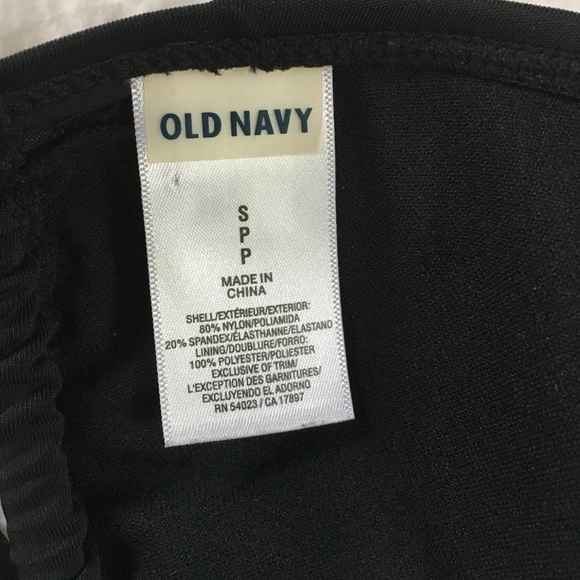 OLD NAVY
S
P
P
MADE IN
CHINA
SHELL/EXTÉRIEUR/EXTERIOR:
80% NYLON/POLIAMIDA
20% SPANDEX/ÉLASTHANNE/ELASTANO
LINING/DOUBLURE/FORRO:
100% POLYESTER/POLIESTER
EXCLUSIVE OF TRIM/
L'EXCEPTION DES GARNITURES/
EXCLUYENDO EL ADORNO
RN 54023 / CA 17897